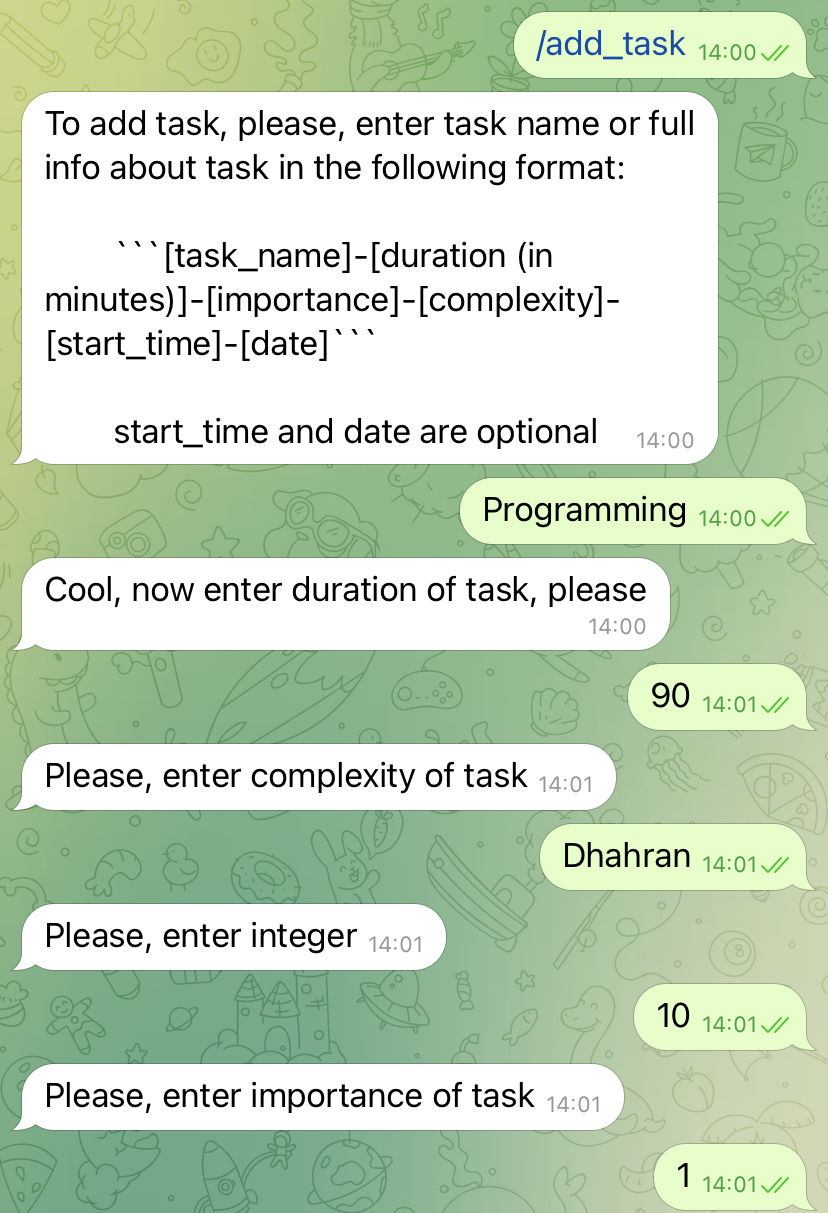 /add_task 14:00
To add task, please, enter task name or full
info about task in the following format:
```[task_name]-[duration (in
minutes)]-[importance]-[complexity]-
[start_time]-[date]```
start_time and date are optional 14:00
Programming 14:00
Cool, now enter duration of task, please
14:00
90 14:01
Please, enter complexity of task 14:01
Dhahran 14:01
Please, enter integer 14:01
10 14:01
Please, enter importance of task 14:01
1 14:01